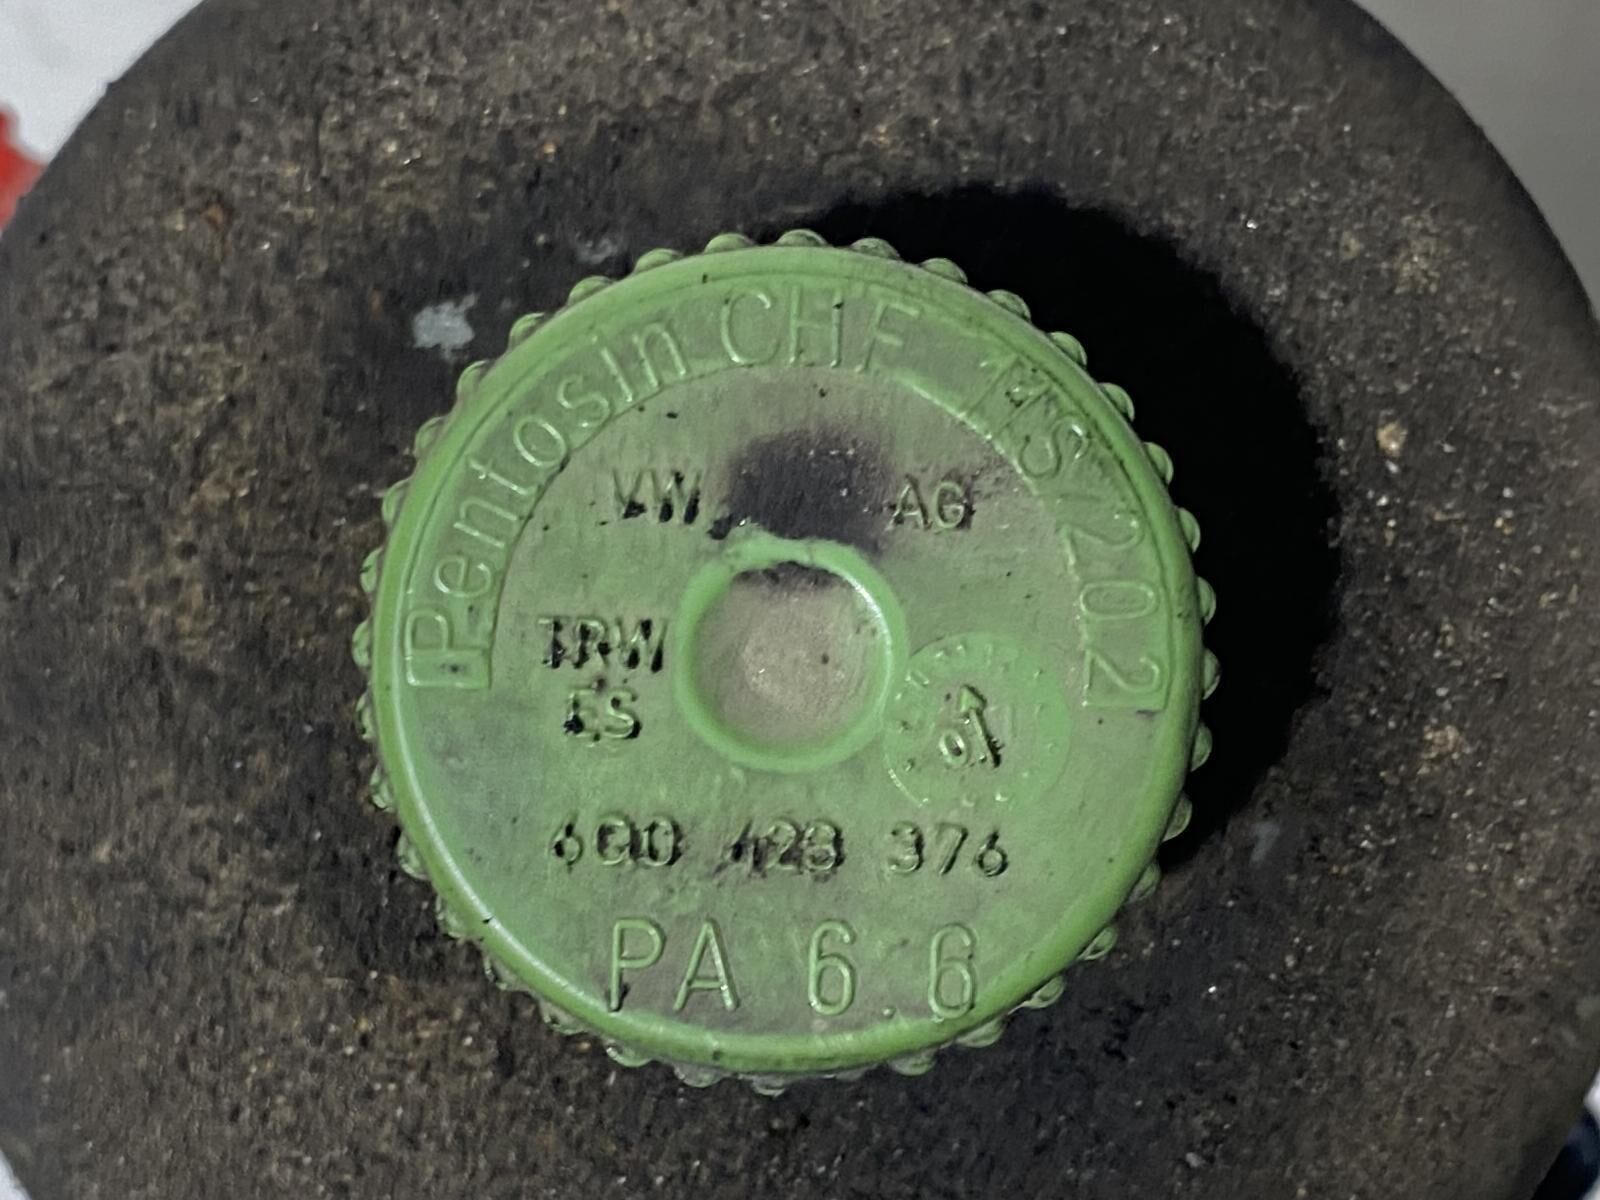 Pentosin CHF 11S/202
VW AG
TRW
ES
6Q0 423 376
PA 6.6